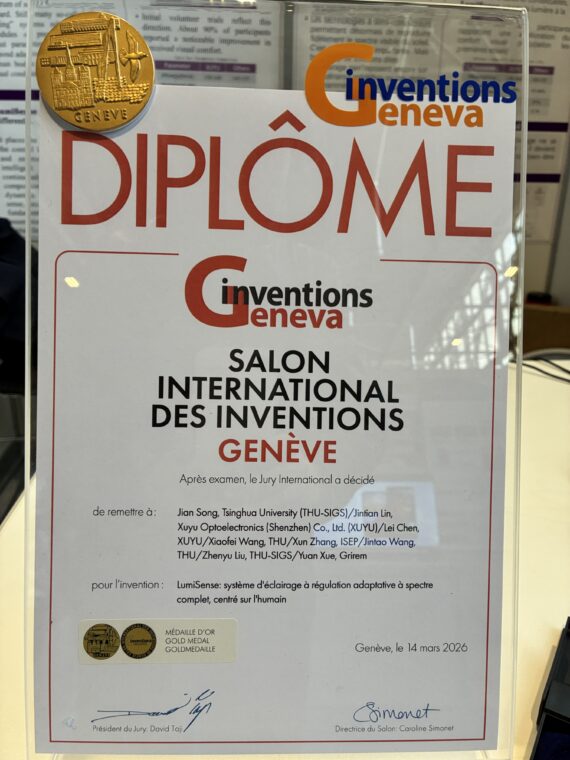 GENEVE
inventions
Geneva
DIPLÔME
inventions
Geneva
SALON
INTERNATIONAL
DES INVENTIONS
GENÈVE
Après examen, le Jury International a décidé
de remettre à : Jian Song, Tsinghua University (THU-SIGS)/Jintian Lin,
Xuyu Optoelectronics (Shenzhen) Co., Ltd. (XUYU)/Lei Chen,
XUYU/Xiaofei Wang, THU/Xun Zhang, ISEP/Jintao Wang,
THU/Zhenyu Liu, THU-SIGS/Yuan Xue, Grirem
pour l'invention : LumiSense: système d'éclairage à régulation adaptative à spectre
complet, centré sur l'humain
MÉDAILLE D'OR
GOLD MEDAL
GOLDMEDAILLE
Genève, le 14 mars 2026
Président du Jury: David Taji
Simonet
Directrice du Salon: Caroline Simonet